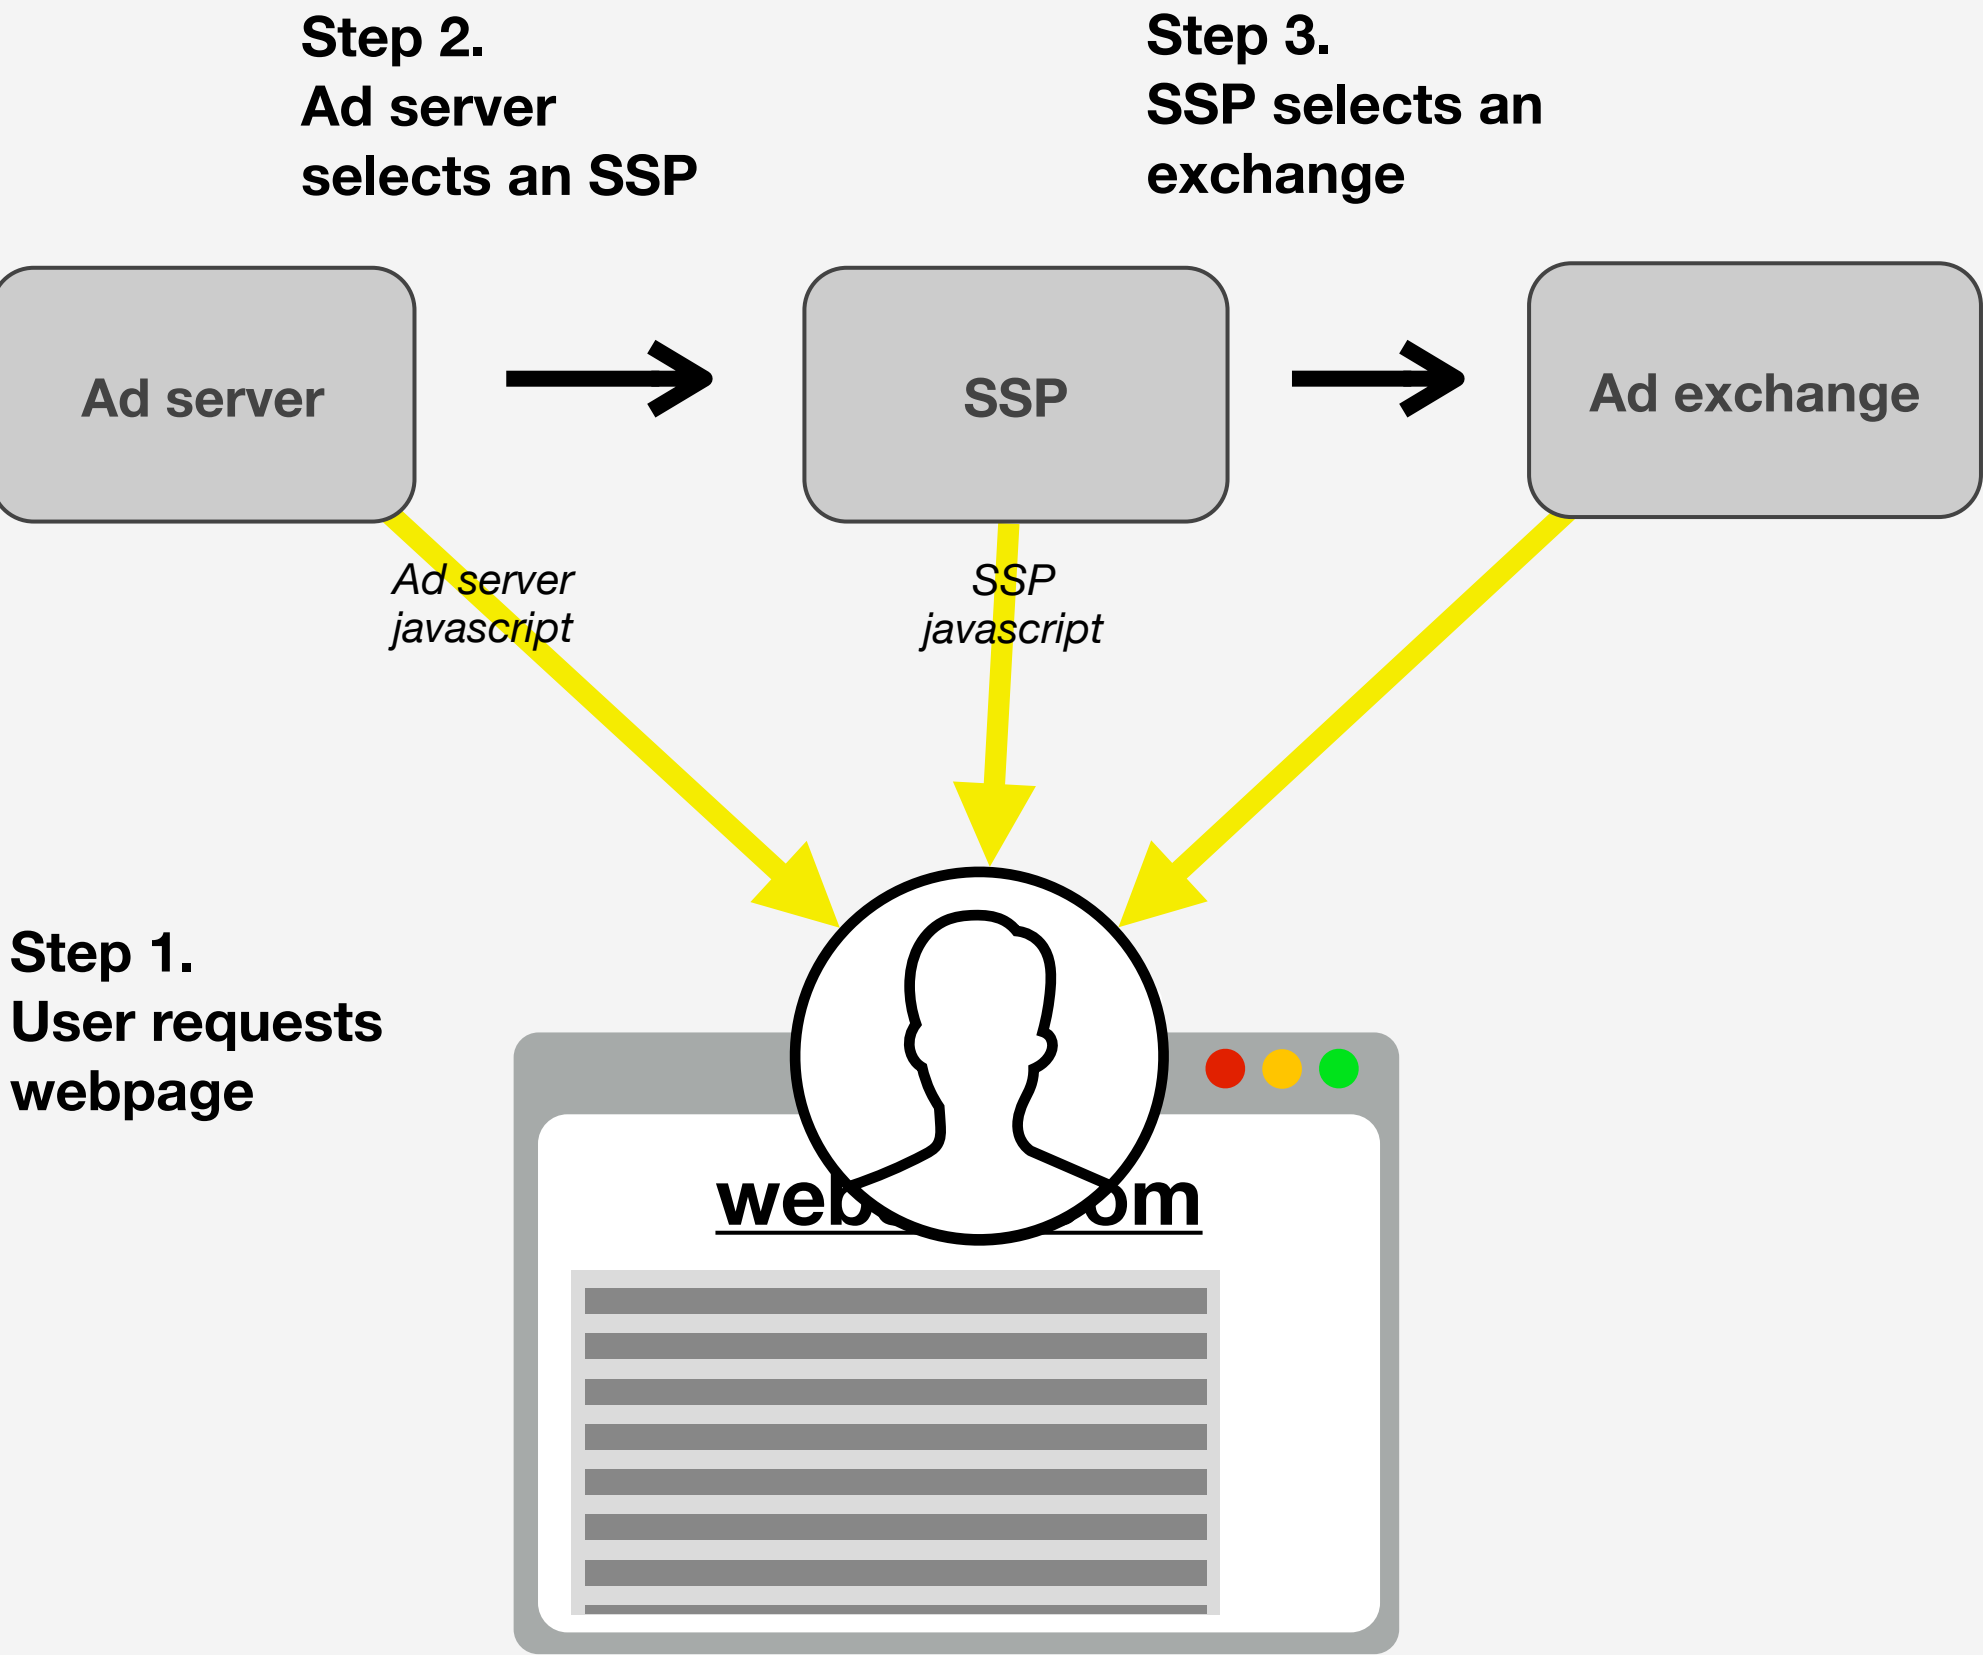 Step 2.
Ad server
selects an SSP
Step 3.
SSP selects an
exchange
Ad server
SSP
Ad exchange
Ad server
javascript
SSP
javascript
Step 1.
User requests
webpage